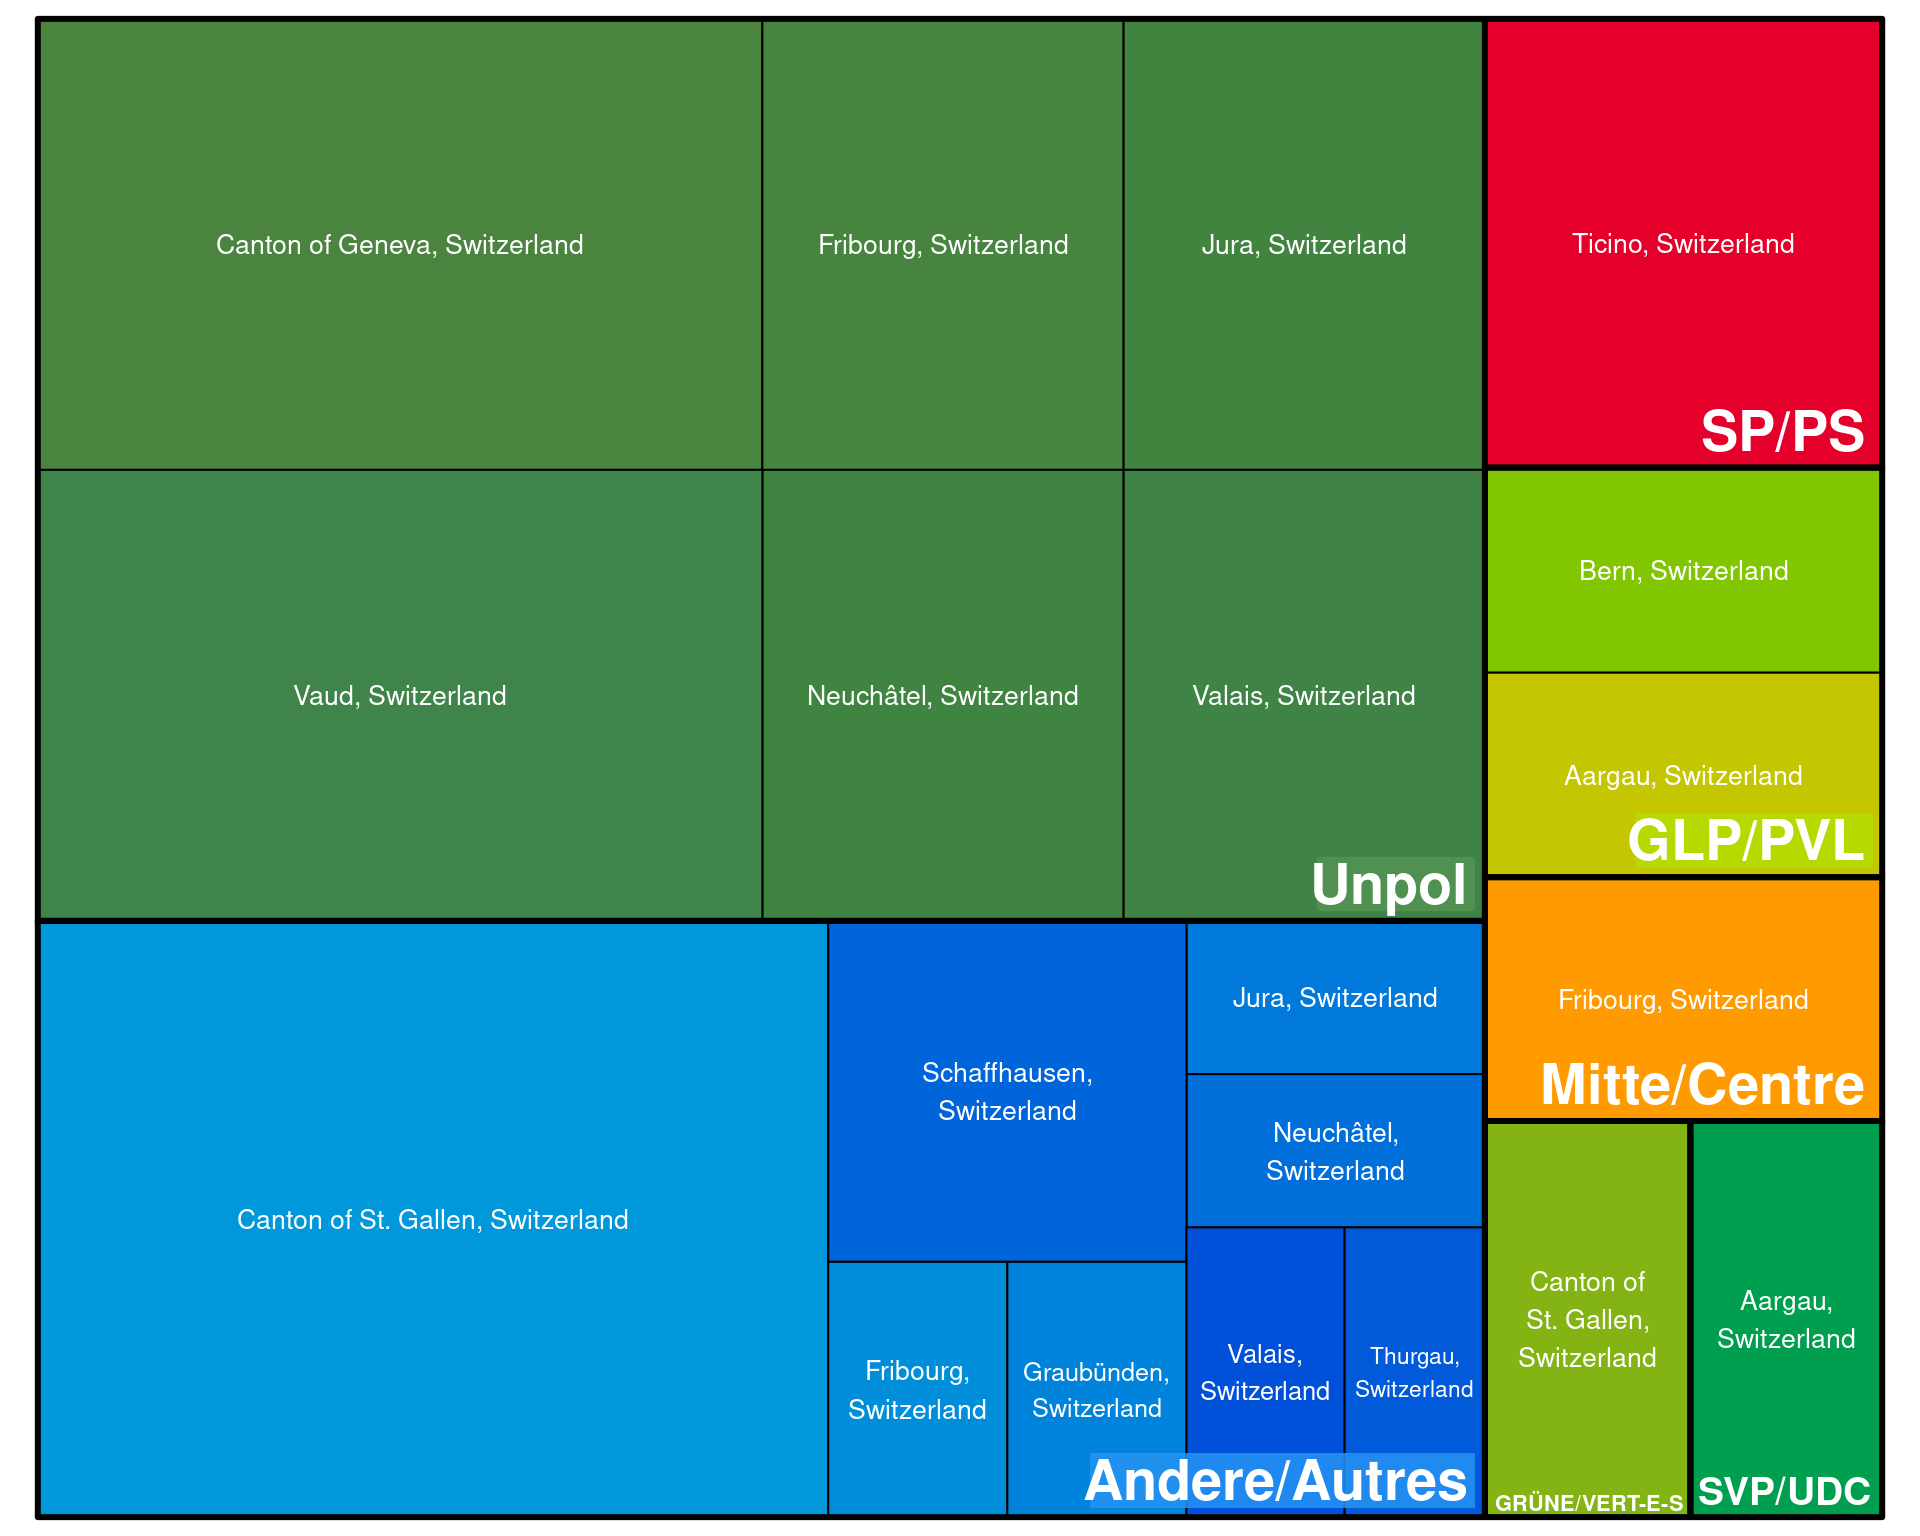 Canton of Geneva, Switzerland
Fribourg, Switzerland
Jura, Switzerland
Vaud, Switzerland
Neuchâtel, Switzerland
Valais, Switzerland
Unpol
Canton of St. Gallen, Switzerland
Schaffhausen,
Switzerland
Fribourg,
Switzerland
Graubünden,
Switzerland
Jura, Switzerland
Neuchâtel,
Switzerland
Valais,
Switzerland
Thurgau,
Switzerland
Andere/Autres
Ticino, Switzerland
SP/PS
Bern, Switzerland
Aargau, Switzerland
GLP/PVL
Fribourg, Switzerland
Mitte/Centre
Canton of
St. Gallen,
Switzerland
GRÜNE/VERT-E-S
Aargau,
Switzerland
SVP/UDC